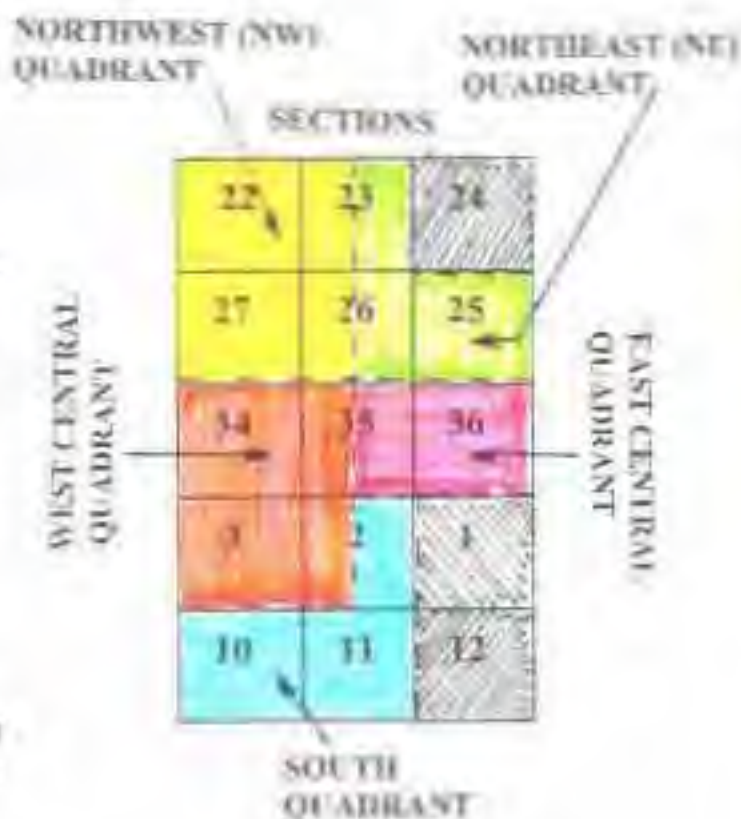 NORTHWEST (NW)
QUADRANT
NORTHEAST (NE)
QUADRANT
SECTIONS
22 23 24
27 26 25
34 35 36
3 2 1
10 11 12
WEST CENTRAL
QUADRANT
EAST CENTRAL
QUADRANT
SOUTH
QUADRANT